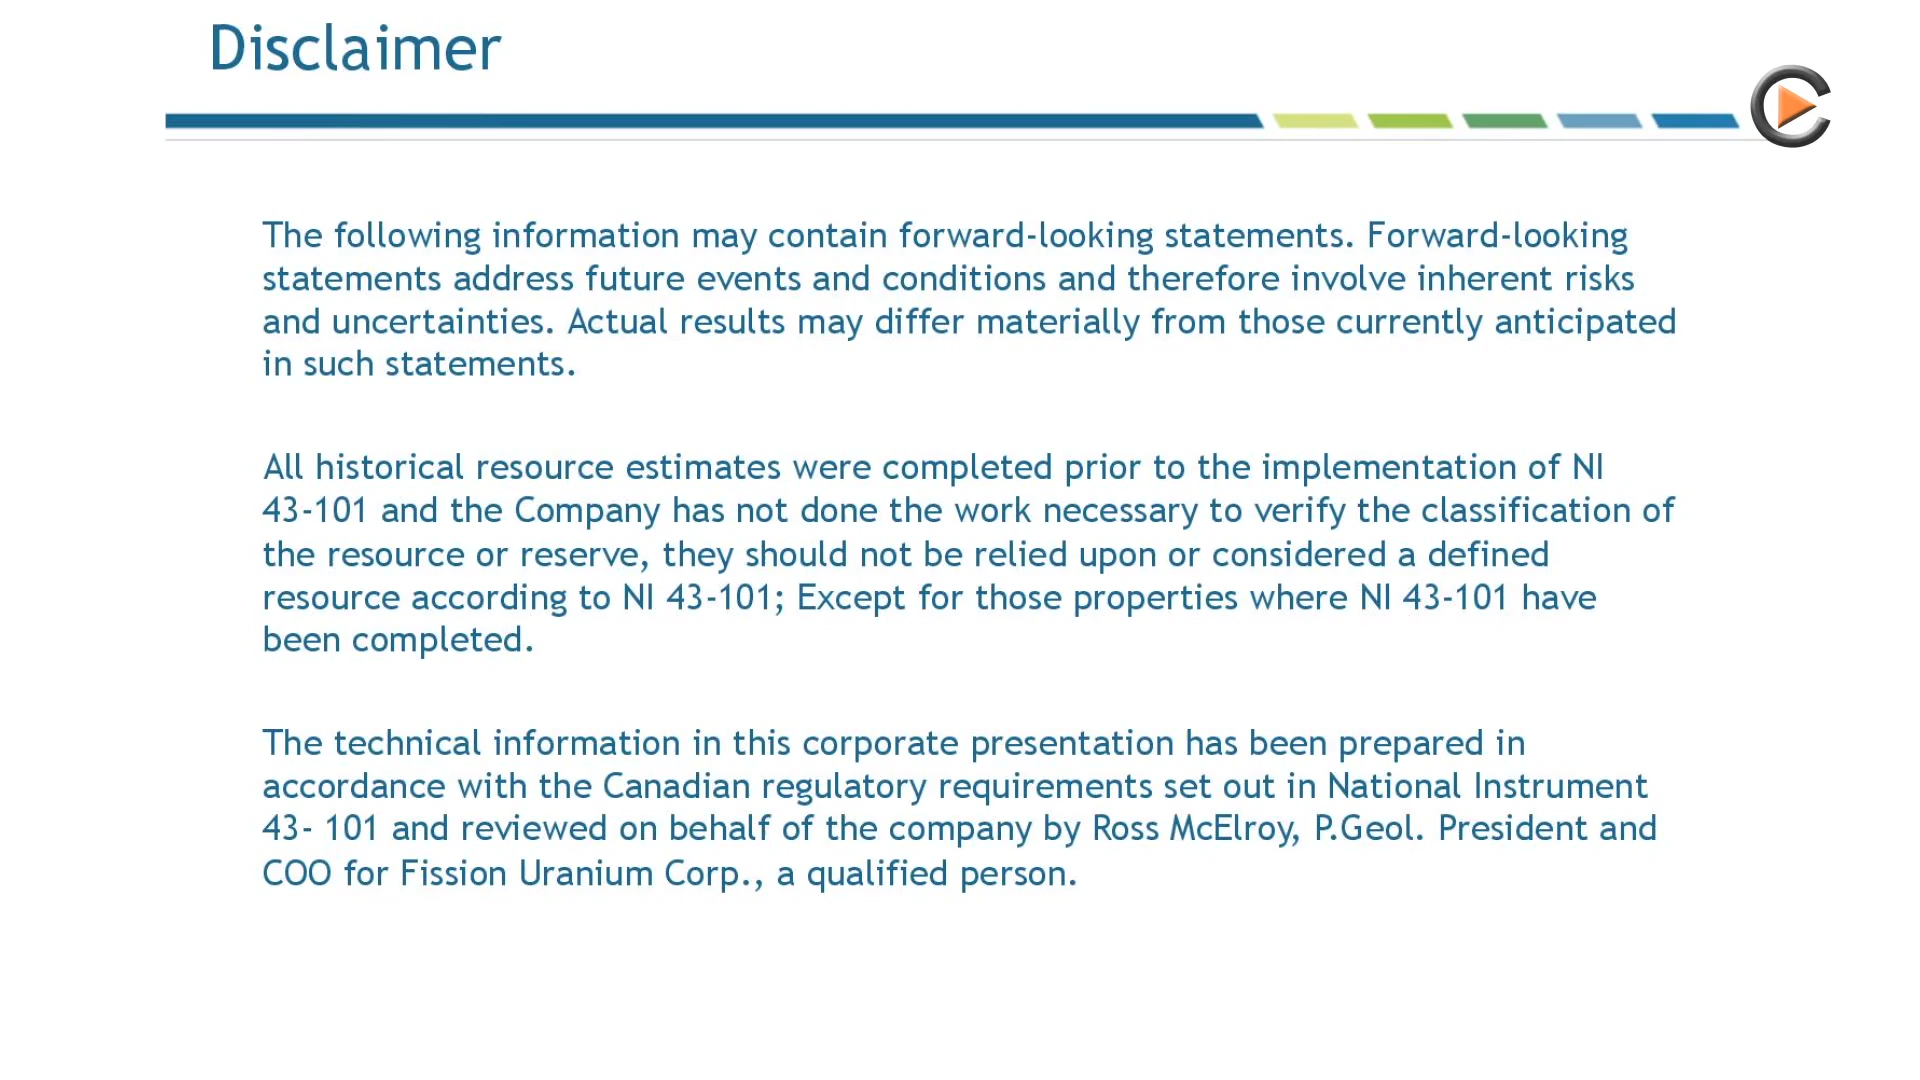 Disclaimer
The following information may contain forward-looking statements. Forward-looking
statements address future events and conditions and therefore involve inherent risks
and uncertainties. Actual results may differ materially from those currently anticipated
in such statements.
All historical resource estimates were completed prior to the implementation of NI
43-101 and the Company has not done the work necessary to verify the classification of
the resource or reserve, they should not be relied upon or considered a defined
resource according to NI 43-101; Except for those properties where NI 43-101 have
been completed.
The technical information in this corporate presentation has been prepared in
accordance with the Canadian regulatory requirements set out in National Instrument
43- 101 and reviewed on behalf of the company by Ross McElroy, P.Geol. President and
COO for Fission Uranium Corp., a qualified person.